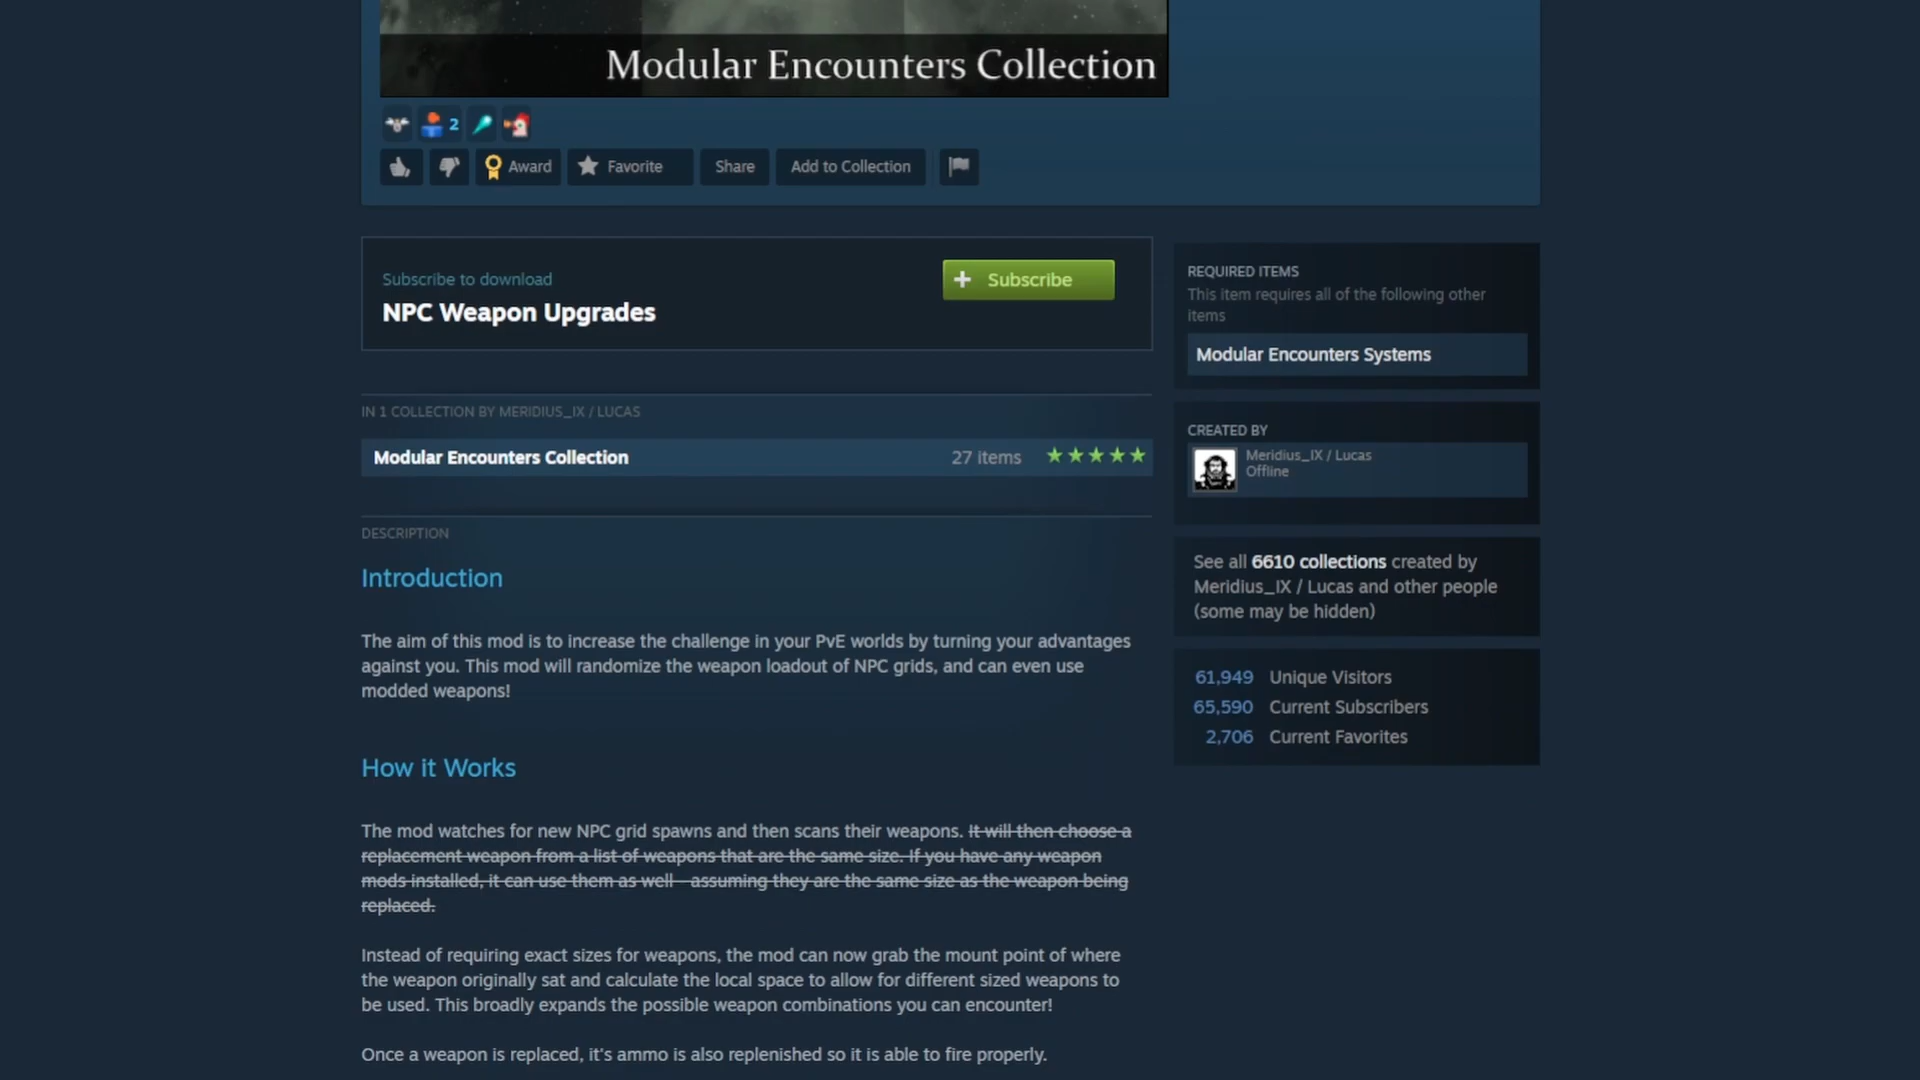 Modular Encounters Collection
2
Award
Favorite
Share
Add to Collection
Subscribe to download
NPC Weapon Upgrades
Subscribe
IN 1 COLLECTION BY MERIDIUS_IX / LUCAS
Modular Encounters Collection
27 items
DESCRIPTION
Introduction
The aim of this mod is to increase the challenge in your PvE worlds by turning your advantages
against you. This mod will randomize the weapon loadout of NPC grids, and can even use
modded weapons!
How it Works
The mod watches for new NPC grid spawns and then scans their weapons. It will then choose a
replacement weapon from a list of weapons that are the same size. If you have any weapon
mods installed, it can use them as well - assuming they are the same size as the weapon being
replaced.
Instead of requiring exact sizes for weapons, the mod can now grab the mount point of where
the weapon originally sat and calculate the local space to allow for different sized weapons to
be used. This broadly expands the possible weapon combinations you can encounter!
Once a weapon is replaced, it's ammo is also replenished so it is able to fire properly.
REQUIRED ITEMS
This item requires all of the following other
items
Modular Encounters Systems
CREATED BY
Meridius_IX / Lucas
Offline
See all 6610 collections created by
Meridius_IX / Lucas and other people
(some may be hidden)
61,949 Unique Visitors
65,590 Current Subscribers
2,706 Current Favorites